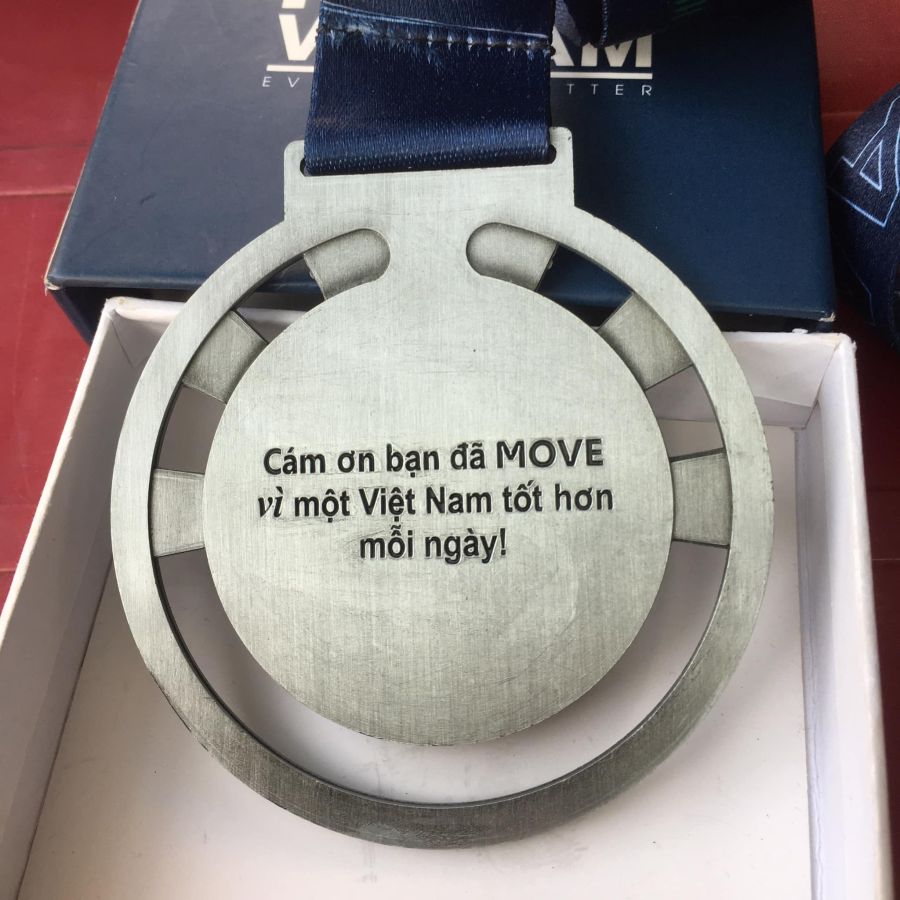 Cám ơn bạn đã MOVE
vì một Việt Nam tốt hơn
mỗi ngày!